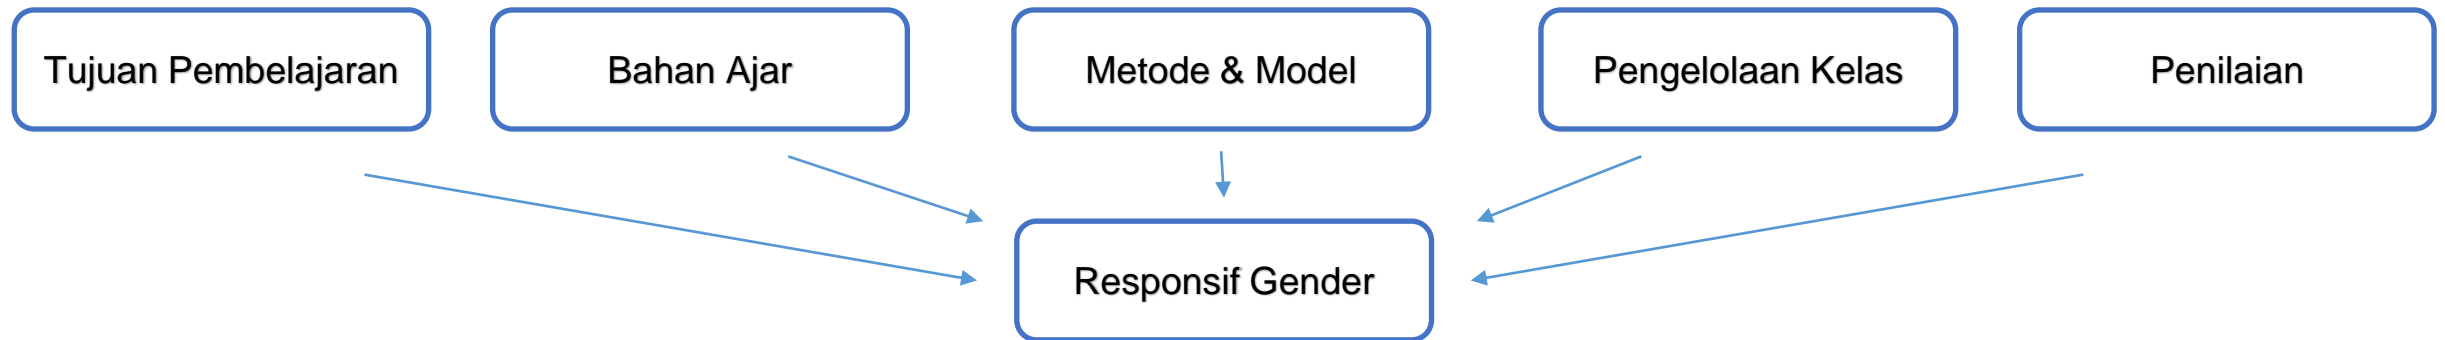 Tujuan Pembelajaran
Bahan Ajar
Metode & Model
Pengelolaan Kelas
Penilaian
Responsif Gender